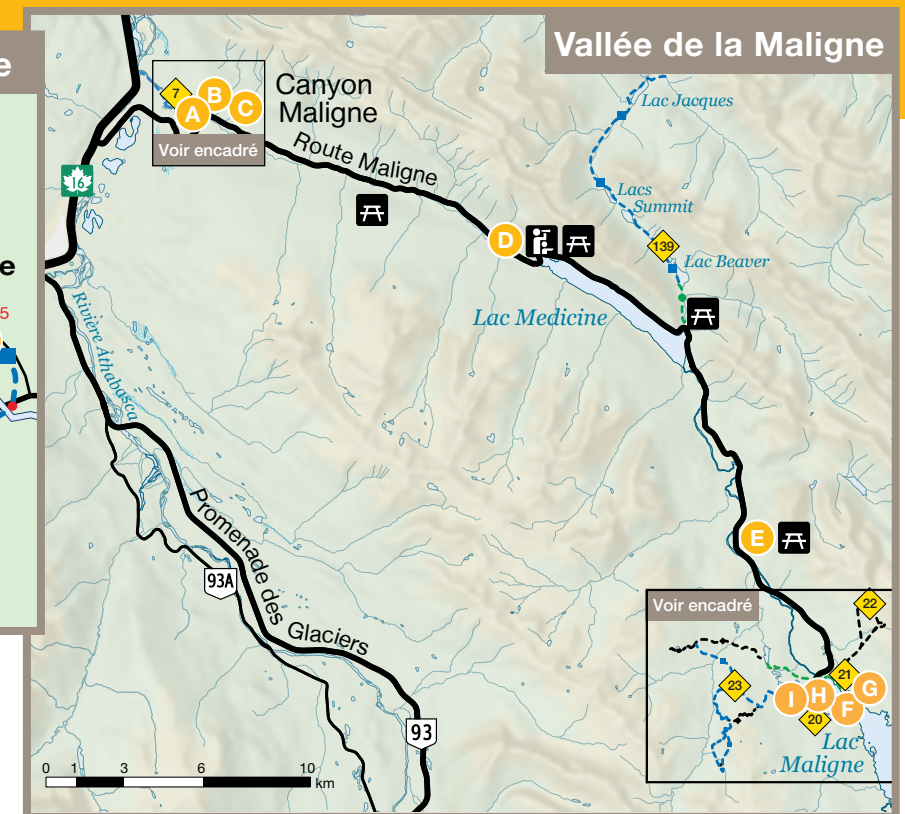 Vallée de la Maligne
e
e
5
7
A
B
C
Canyon
Maligne
Voir encadré
Route Maligne
16
Lac Jacques
Lacs
Summit
139
Lac Beaver
D
Lac Medicine
Rivière Athabasca
E
Promenade des Glaciers
93A
93
Voir encadré
22
23
21
I
H
F
G
20
Lac
Maligne
0 1 3 6 10
km